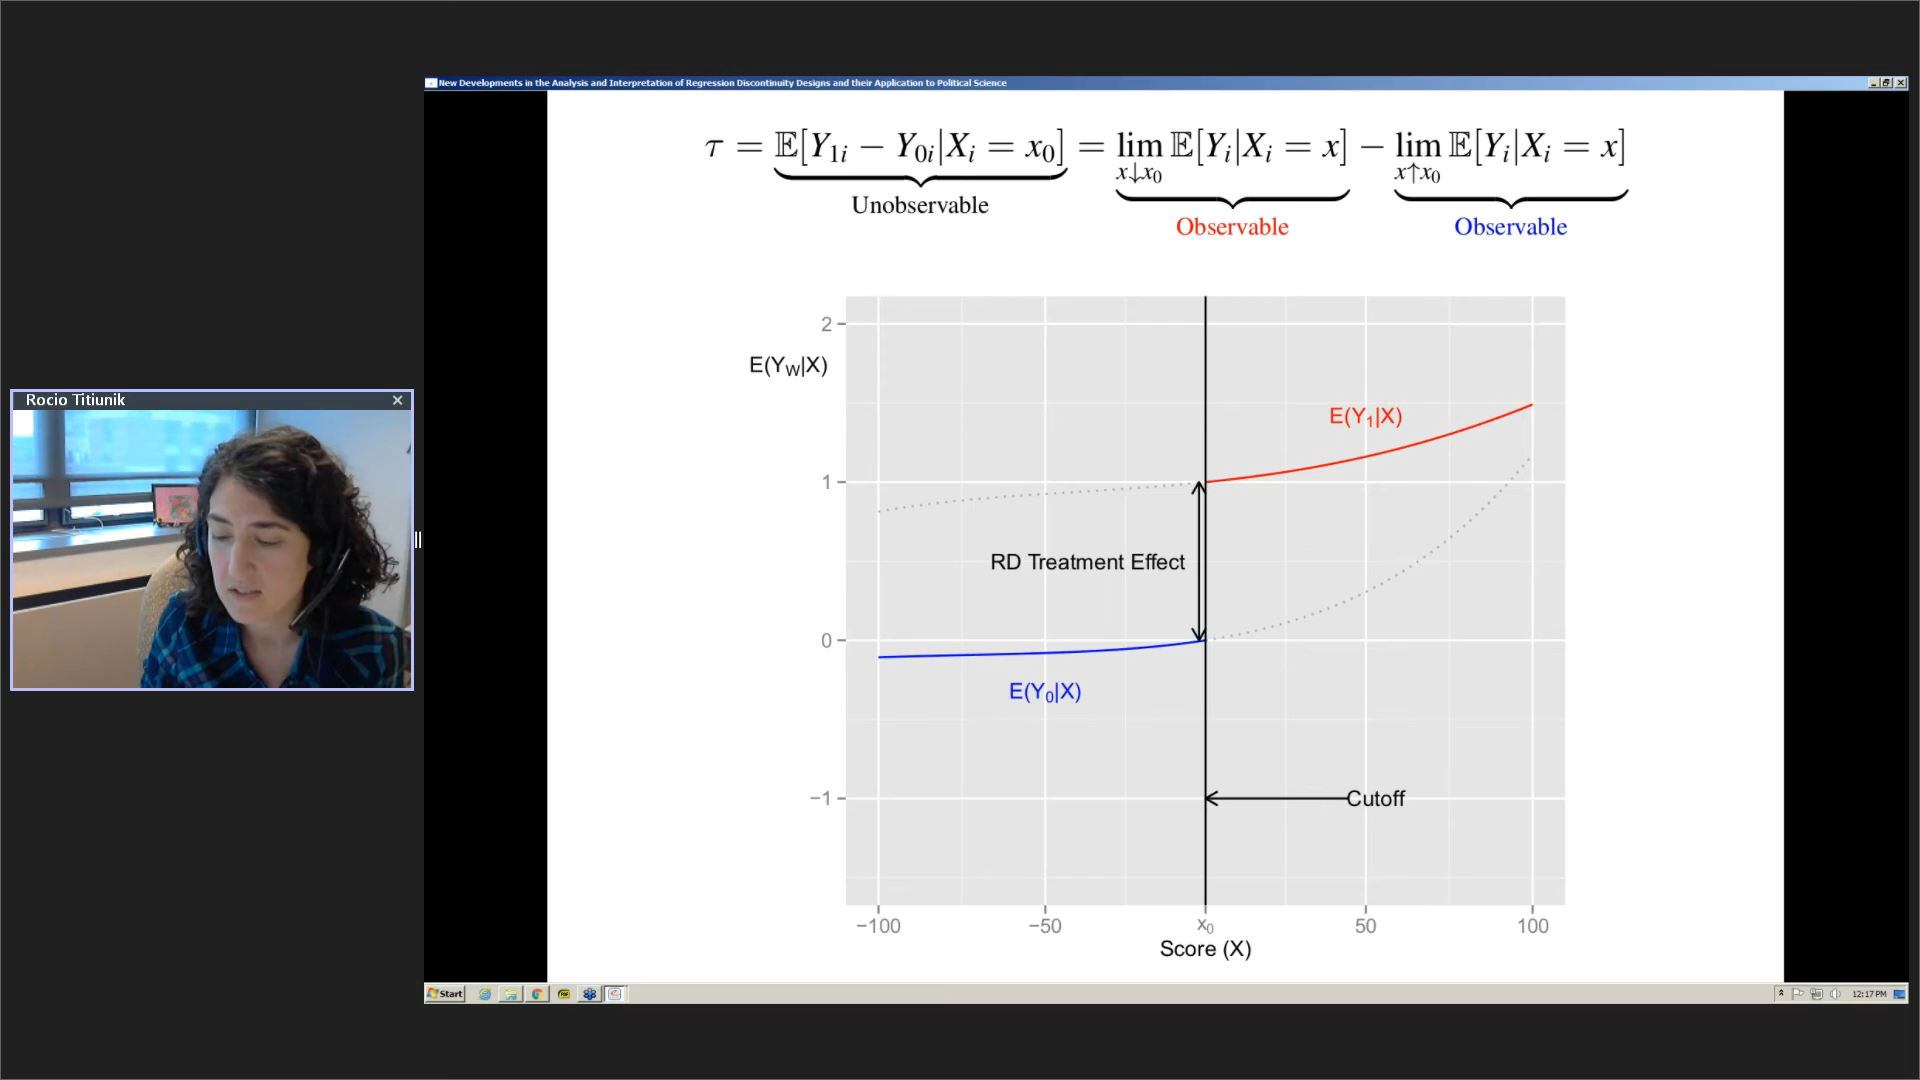 New Developments in the Analysis and Interpretation of Regression Discontinuity Designs and their Application to Political Science
τ = 𝔼[Y₁ᵢ − Y₀ᵢ|Xᵢ = x₀] = lim x↓x₀ 𝔼[Yᵢ|Xᵢ = x] − lim x↑x₀ 𝔼[Yᵢ|Xᵢ = x]
Unobservable
Observable
Observable
2
E(Y_W|X)
E(Y₁|X)
Rocio Titiunik
1
RD Treatment Effect
0
E(Y₀|X)
−1
Cutoff
−100 −50 x₀ 50 100
Score (X)
Start
12:17 PM